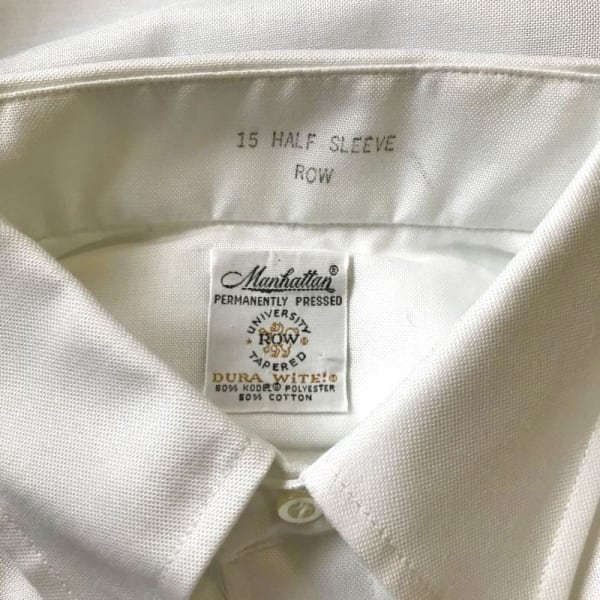 15 HALF SLEEVE
ROW
Manhattan®
PERMANENTLY PRESSED
UNIVERSITY
ROW®
TAPERED
DURA WITE!®
50% KODEL® POLYESTER
50% COTTON